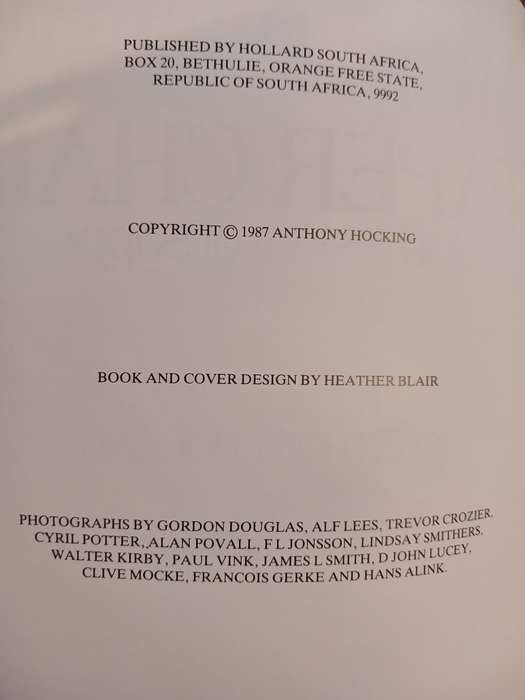 PUBLISHED BY HOLLARD SOUTH AFRICA,
BOX 20, BETHULIE, ORANGE FREE STATE,
REPUBLIC OF SOUTH AFRICA, 9992
COPYRIGHT © 1987 ANTHONY HOCKING
BOOK AND COVER DESIGN BY HEATHER BLAIR
PHOTOGRAPHS BY GORDON DOUGLAS, ALF LEES, TREVOR CROZIER,
CYRIL POTTER,,ALAN POVALL, F L JONSSON, LINDSAY SMITHERS,
WALTER KIRBY, PAUL VINK, JAMES L SMITH, D JOHN LUCEY,
CLIVE MOCKE, FRANCOIS GERKE AND HANS ALINK.